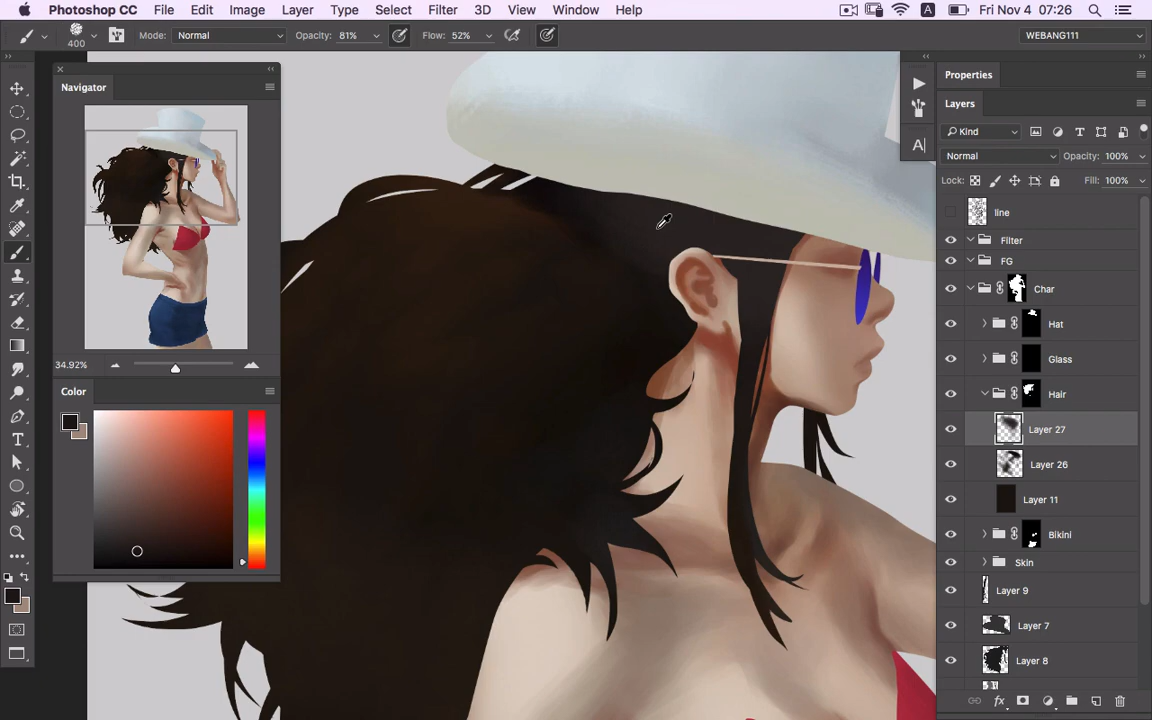 Photoshop CC File Edit Image Layer Type Select Filter 3D View Window Help A Fri Nov 4 07:26
400 Mode: Normal Opacity: 81% Flow: 52% WEBANG111
Navigator
34.92%
Color
A
Properties
Layers
Kind
Normal Opacity: 100%
Lock: Fill: 100%
line
Filter
FG
Char
Hat
Glass
Hair
Layer 27
Layer 26
Layer 11
Bikini
Skin
Layer 9
Layer 7
Layer 8
fx